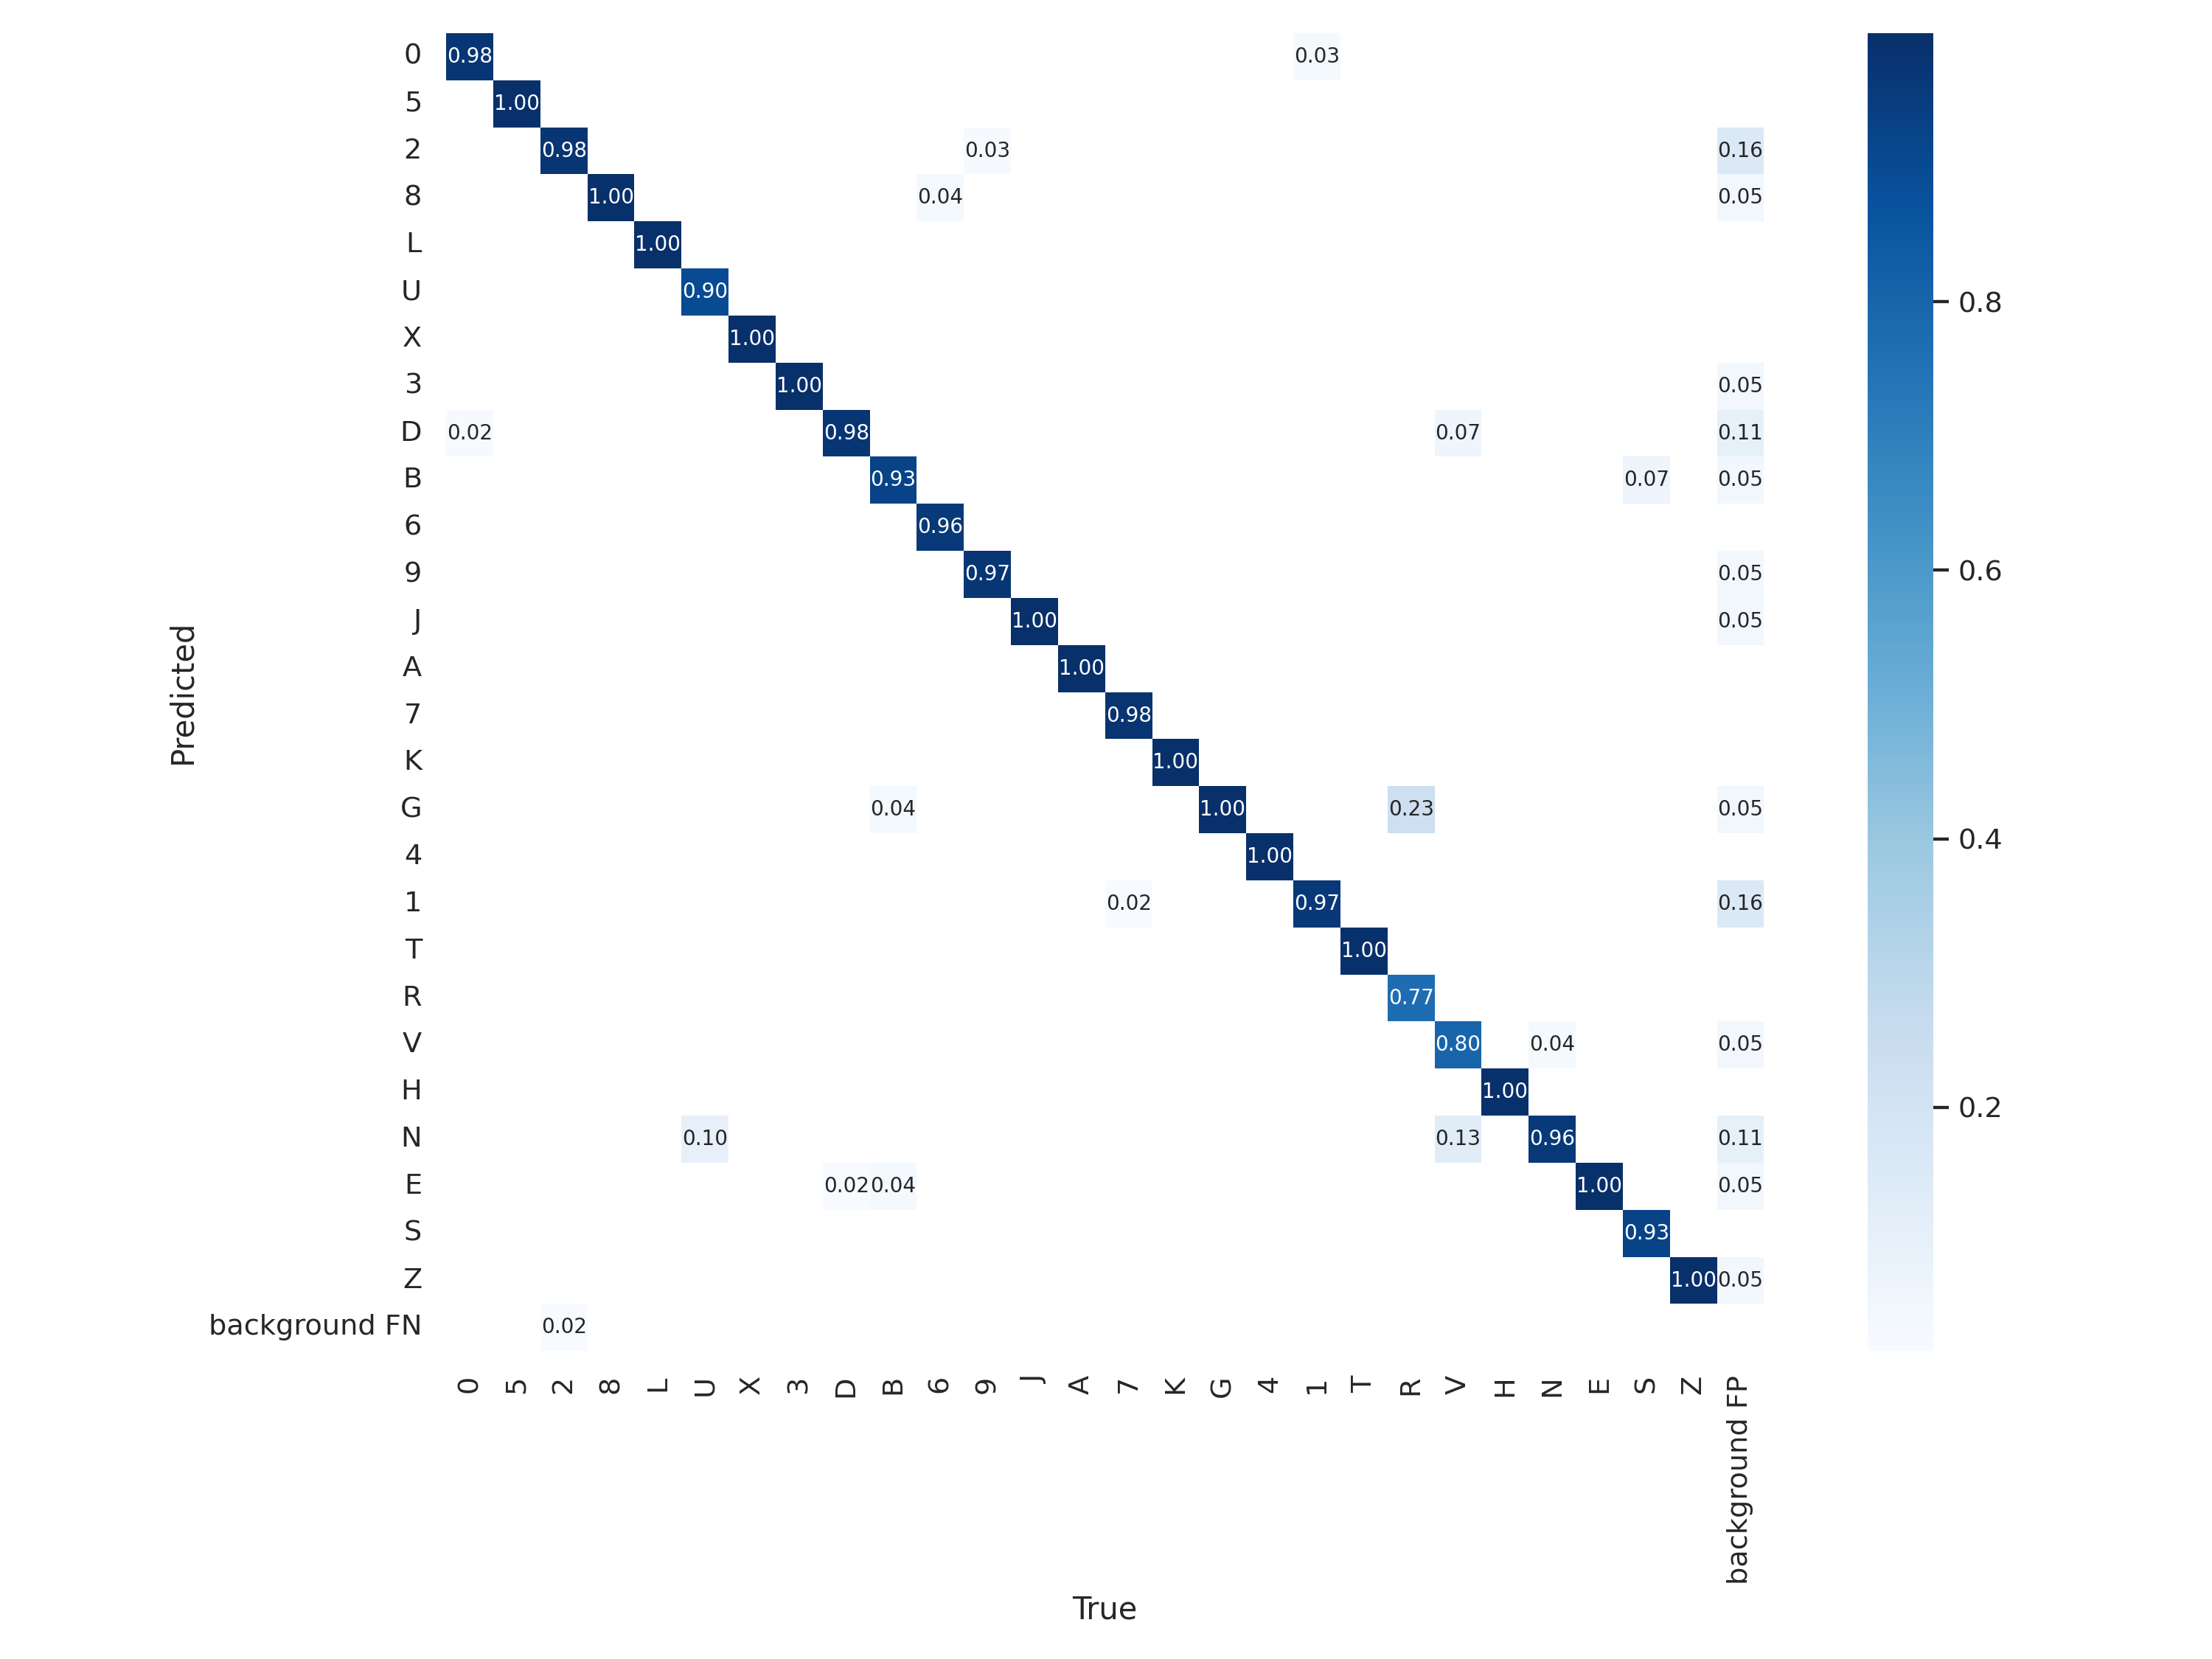 0 0.98 0.03
5 1.00
2 0.98 0.03 0.16
8 1.00 0.04 0.05
L 1.00
U 0.90
0.8
X 1.00
3 1.00 0.05
D 0.02 0.98 0.07 0.11
B 0.93 0.07 0.05
6 0.96
9 0.97 0.05
0.6
J 1.00 0.05
A 1.00
Predicted
7 0.98
K 1.00
G 0.04 1.00 0.23 0.05
0.4
4 1.00
1 0.02 0.97 0.16
T 1.00
R 0.77
V 0.80 0.04 0.05
H 1.00
0.2
N 0.10 0.13 0.96 0.11
E 0.02 0.04 1.00 0.05
S 0.93
Z 1.00 0.05
background FN 0.02
0 5 2 8 L U X 3 D B 6 9 J A 7 K G 4 1 T R V H N E S Z background FP
True